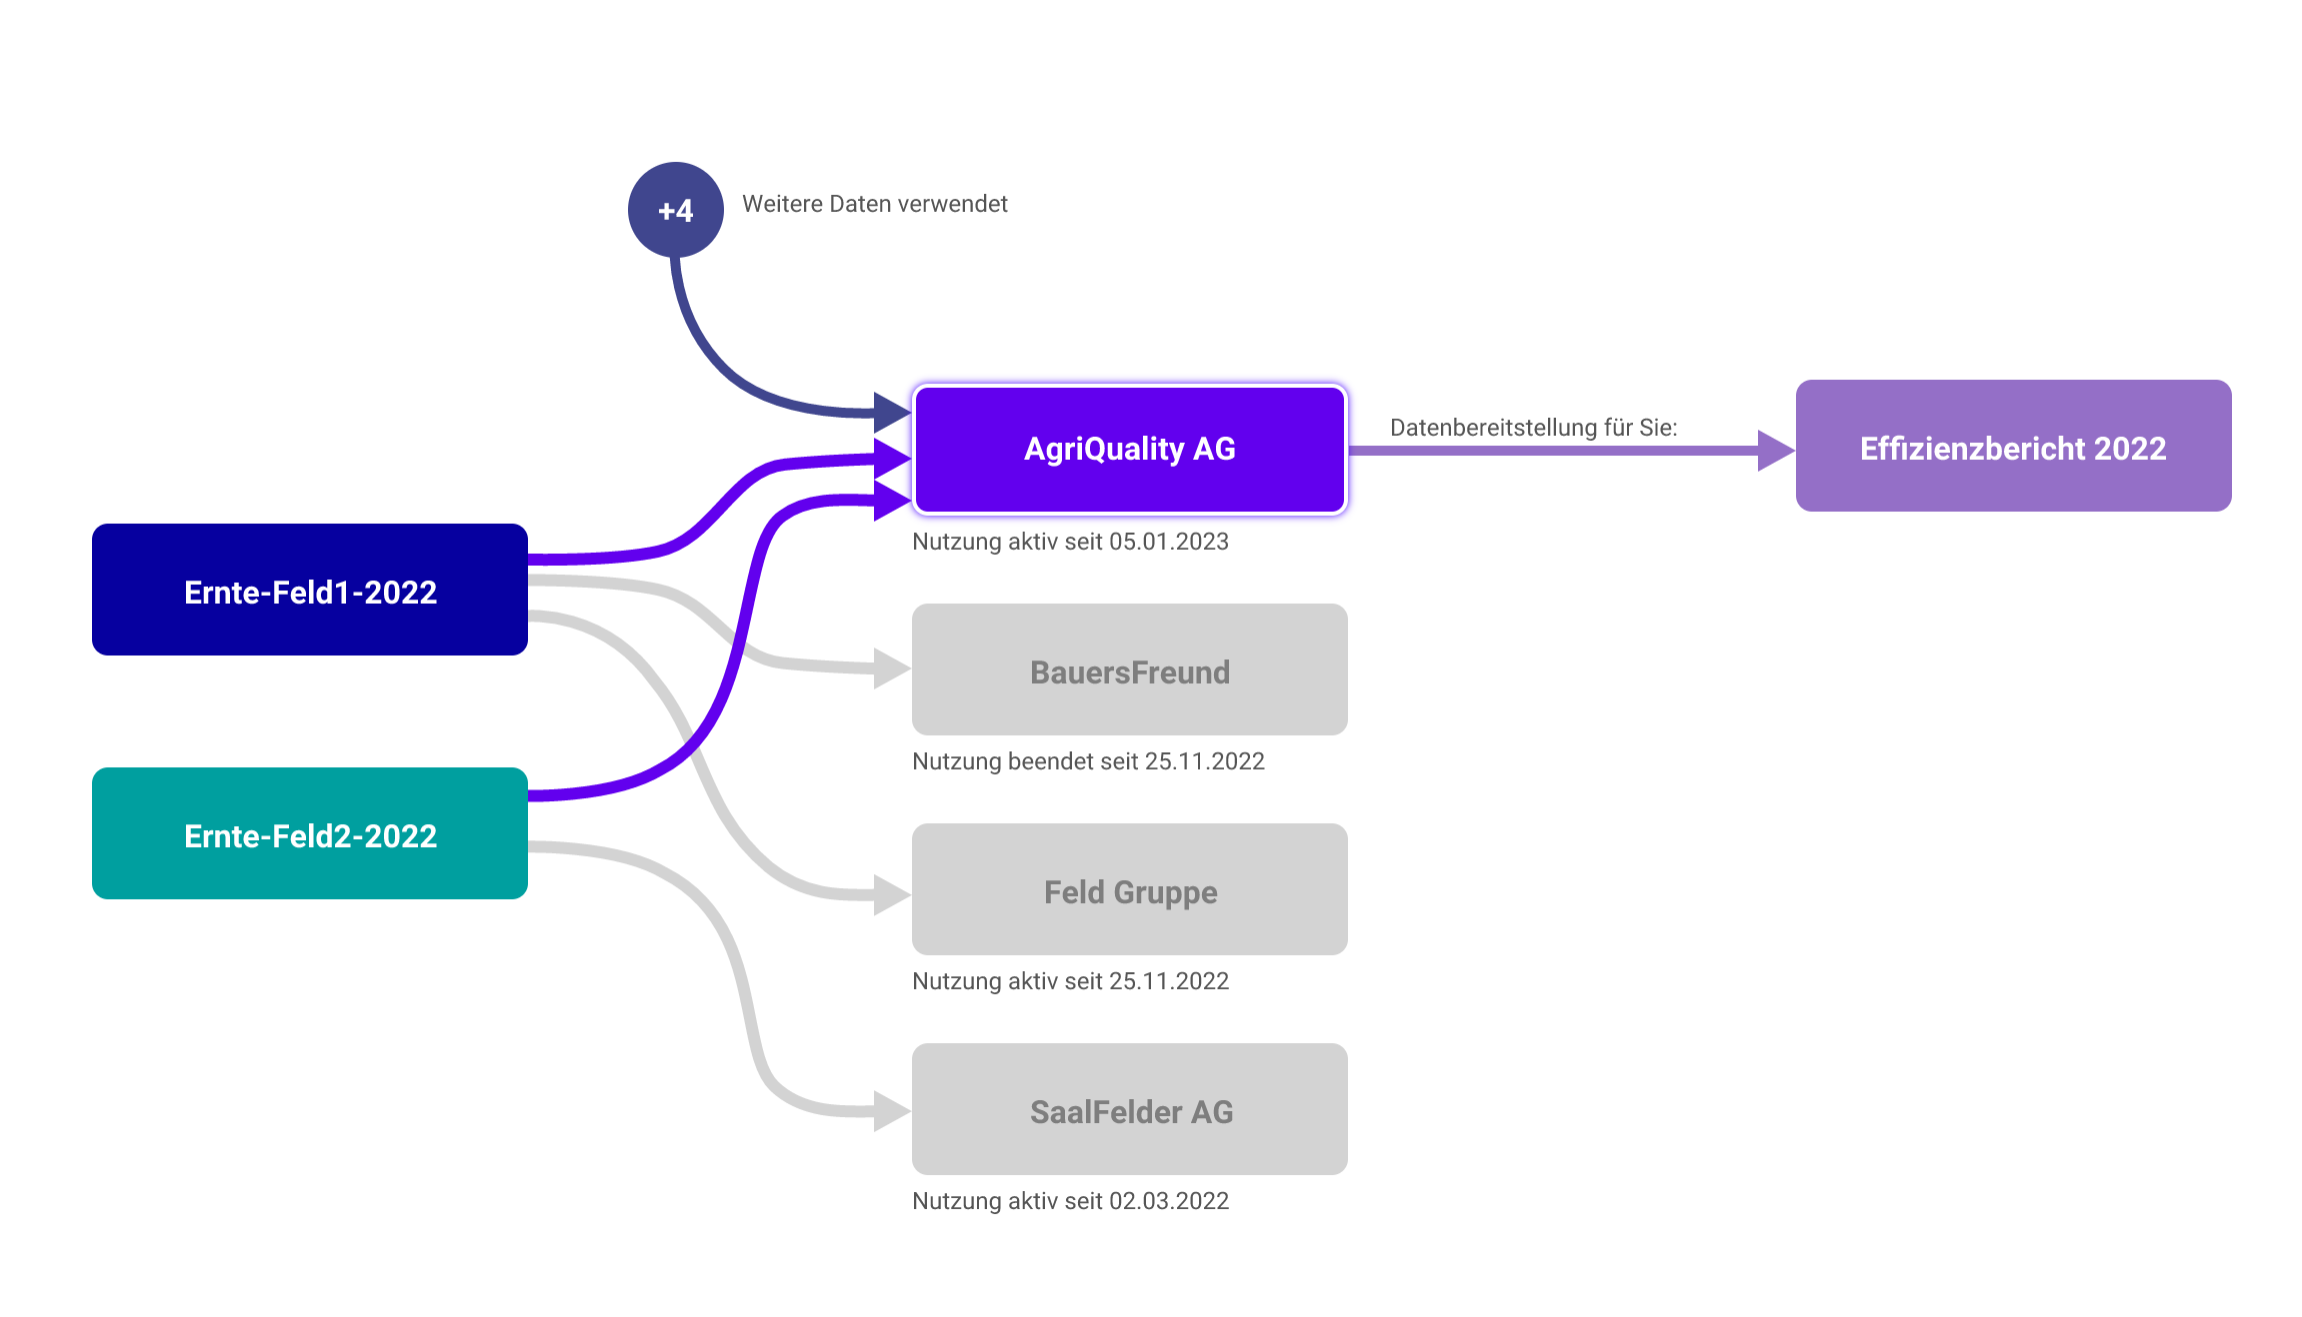 +4
Weitere Daten verwendet
AgriQuality AG
Datenbereitstellung für Sie:
Effizienzbericht 2022
Nutzung aktiv seit 05.01.2023
Ernte-Feld1-2022
BauersFreund
Nutzung beendet seit 25.11.2022
Ernte-Feld2-2022
Feld Gruppe
Nutzung aktiv seit 25.11.2022
SaalFelder AG
Nutzung aktiv seit 02.03.2022